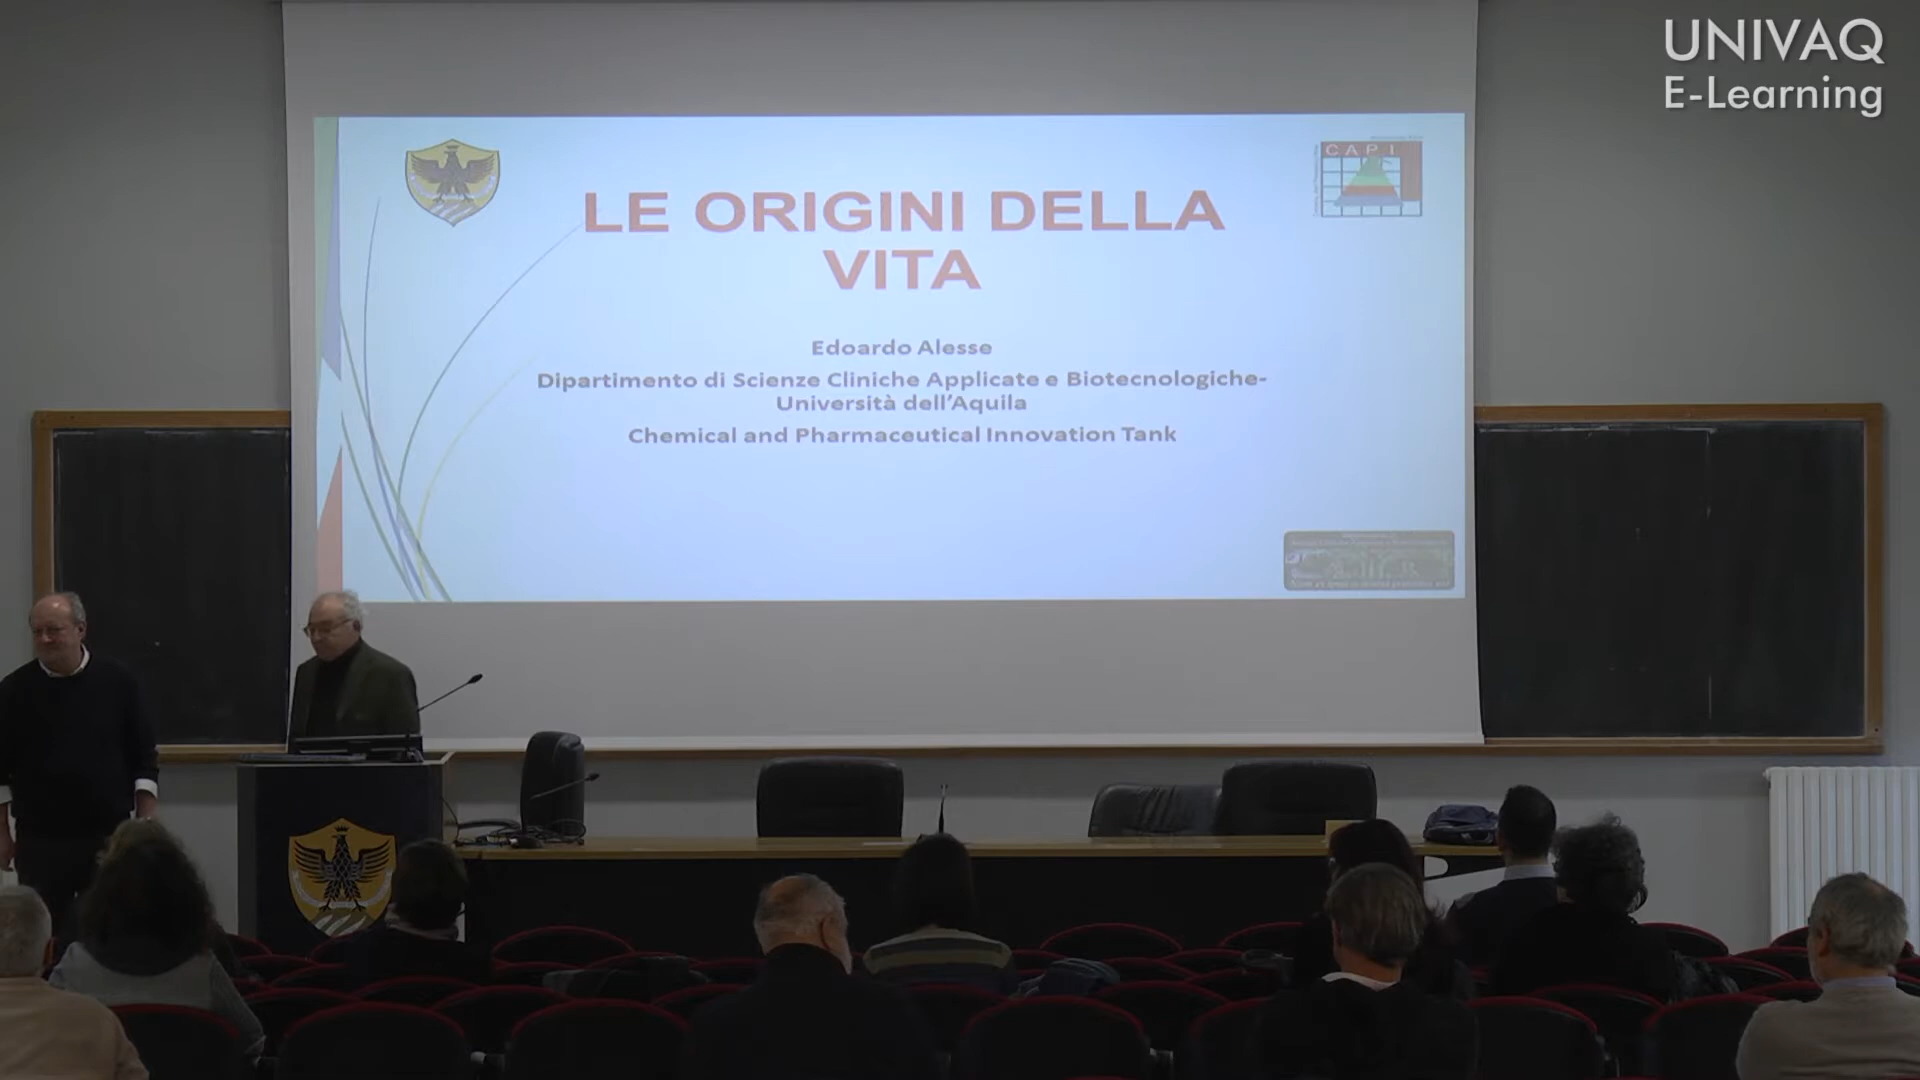 UNIVAQ
E-Learning
CAPI
LE ORIGINI DELLA
VITA
Edoardo Alesse
Dipartimento di Scienze Cliniche Applicate e Biotecnologiche-
Università dell'Aquila
Chemical and Pharmaceutical Innovation Tank